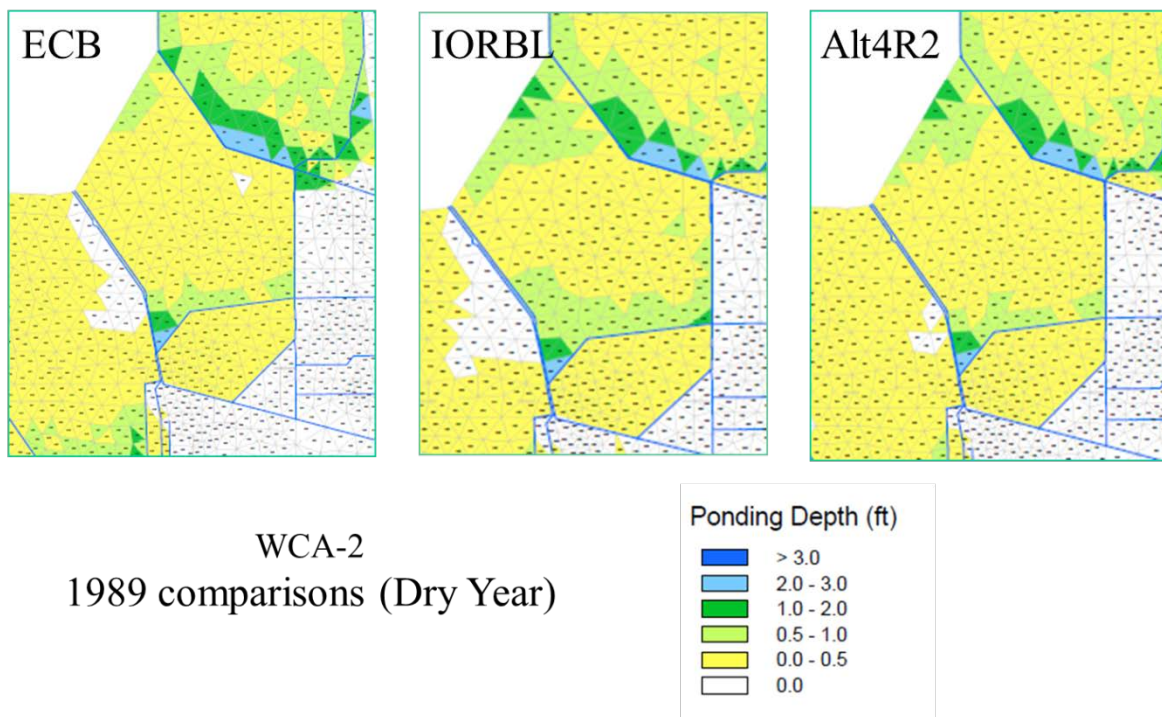 ECB
IORBL
Alt4R2
WCA-2
1989 comparisons (Dry Year)
Ponding Depth (ft)
> 3.0
2.0 - 3.0
1.0 - 2.0
0.5 - 1.0
0.0 - 0.5
0.0